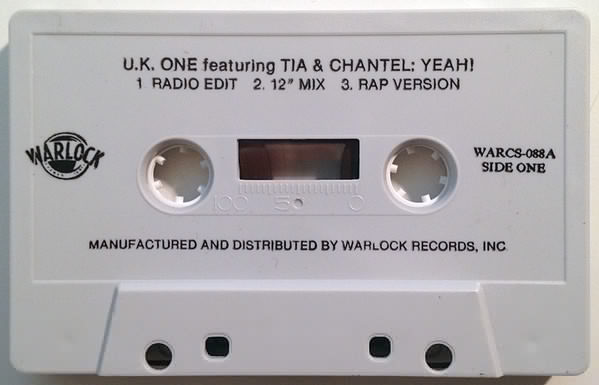 U.K. ONE featuring TIA & CHANTEL: YEAH!
1 RADIO EDIT 2. 12" MIX 3. RAP VERSION
WARLOCK
WARCS-088A
SIDE ONE
100 50 0
MANUFACTURED AND DISTRIBUTED BY WARLOCK RECORDS, INC